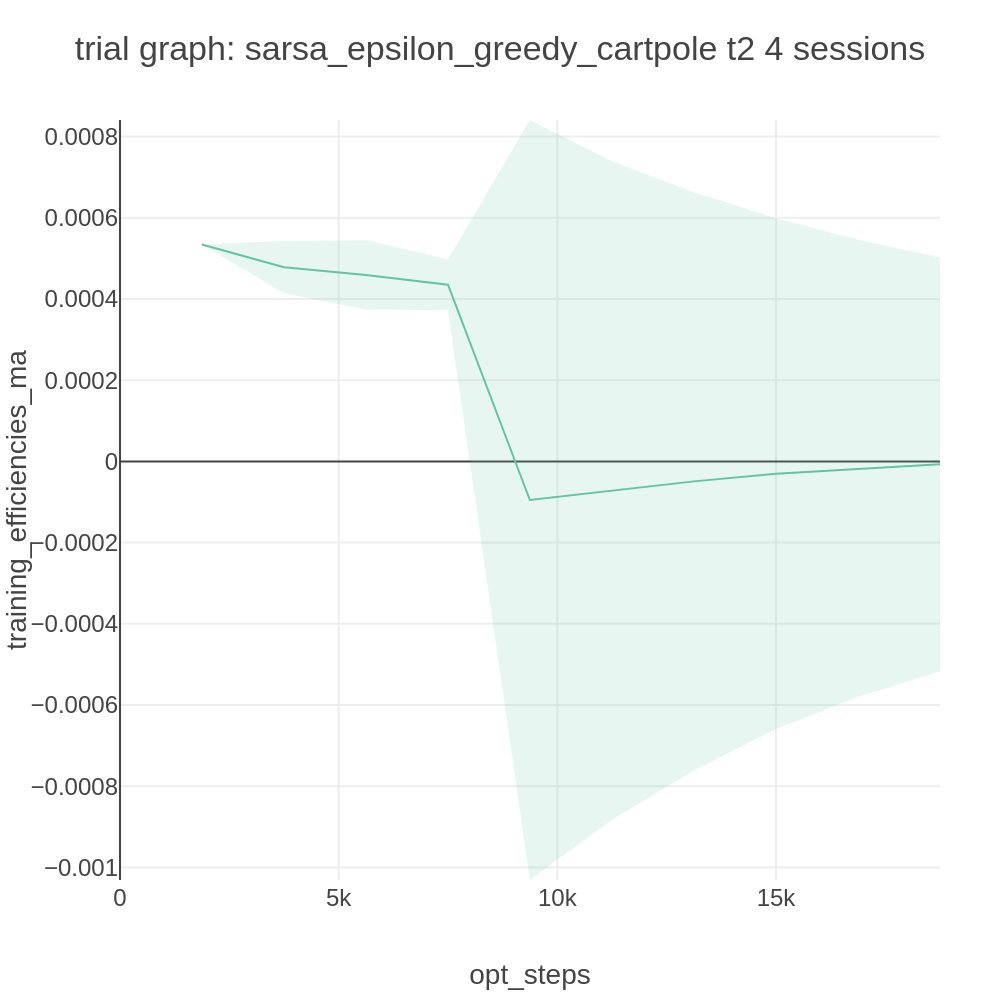 trial graph: sarsa_epsilon_greedy_cartpole t2 4 sessions
training_efficiencies_ma
0.0008
0.0006
0.0004
0.0002
0
−0.0002
−0.0004
−0.0006
−0.0008
−0.001
0 5k 10k 15k
opt_steps